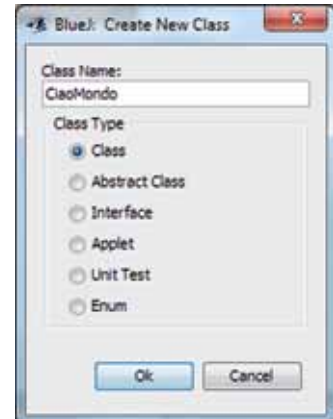 BlueJ: Create New Class
Class Name:
CiaoMondo
Class Type
Class
Abstract Class
Interface
Applet
Unit Test
Enum
Ok
Cancel